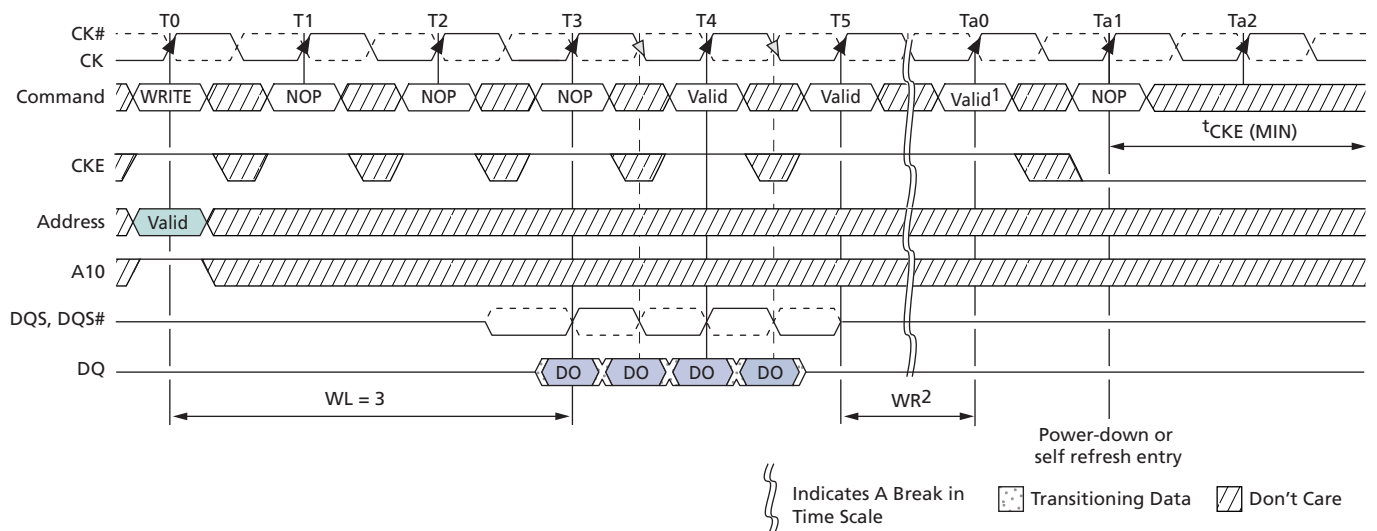 T0 T1 T2 T3 T4 T5 Ta0 Ta1 Ta2
CK#
CK
Command WRITE NOP NOP NOP Valid Valid Valid1 NOP
tCKE (MIN)
CKE
Address Valid
A10
DQS, DQS#
DQ DO DO DO DO
WL = 3 WR2
Power-down or
self refresh entry
Indicates A Break in
Time Scale
Transitioning Data
Don't Care